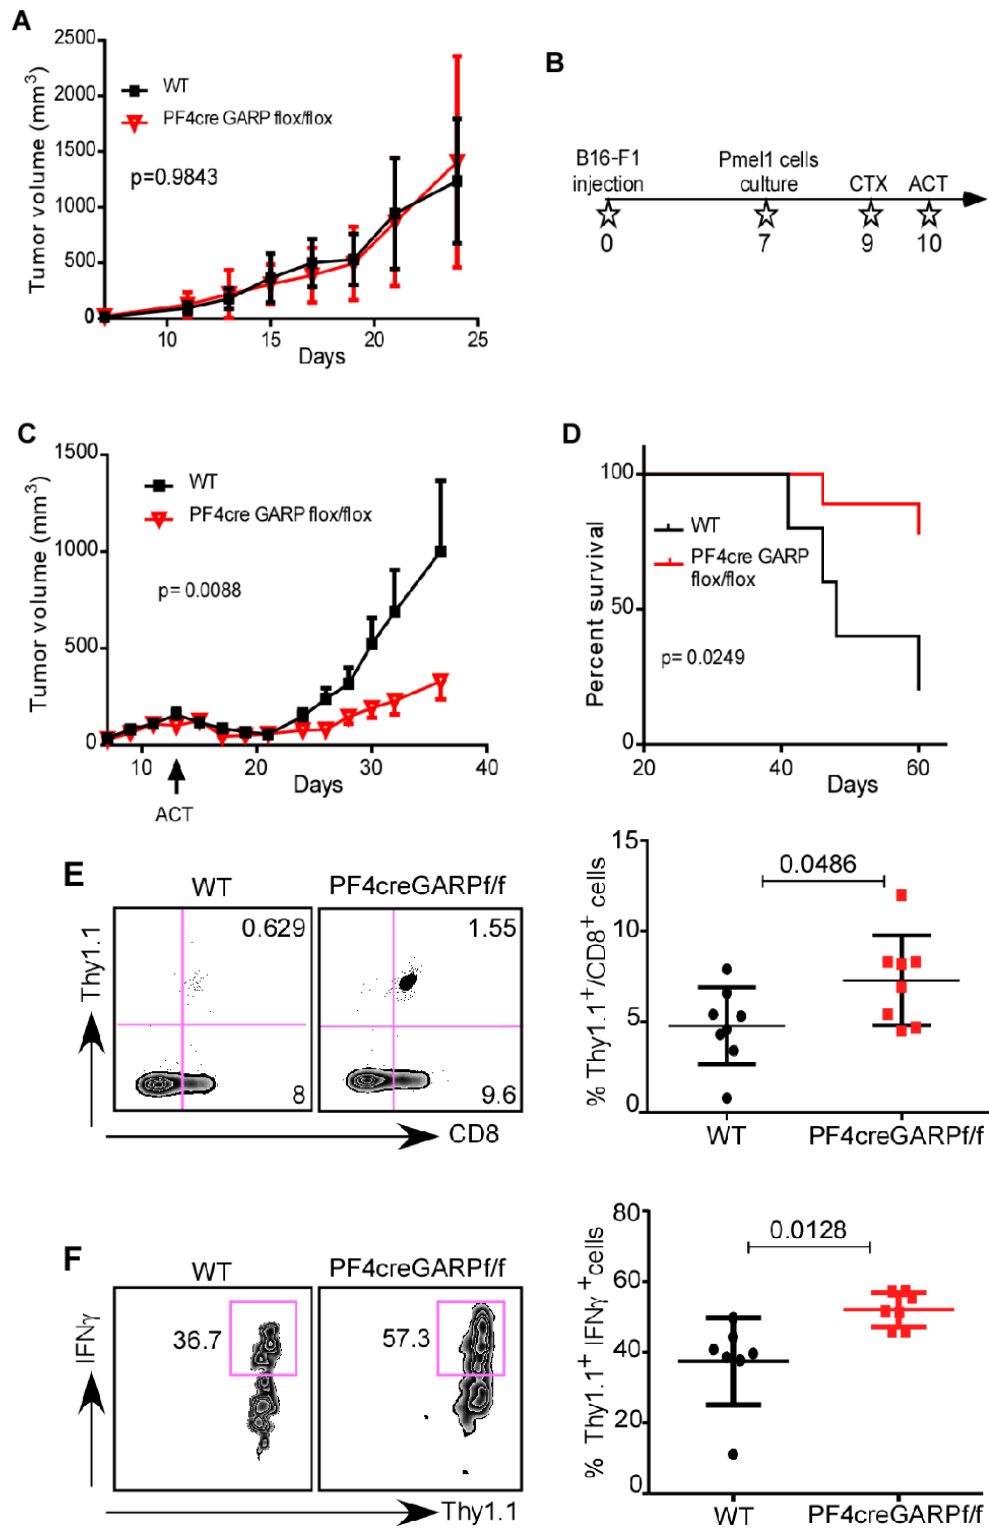 A
2500
2000
1500
1000
500
0
Tumor volume (mm³)
WT
PF4cre GARP flox/flox
p=0.9843
10
15
20
25
Days
B
B16-F1 injection
Pmel1 cells culture
CTX
ACT
0
7
9
10
C
1500
1000
500
0
Tumor volume (mm³)
WT
PF4cre GARP flox/flox
p= 0.0088
10
20
30
40
Days
ACT
D
100
50
0
Percent survival
WT
PF4cre GARP
flox/flox
p= 0.0249
20
40
60
Days
E
WT
PF4creGARPf/f
Thy1.1
0.629
8
1.55
9.6
CD8
15
10
5
0
% Thy1.1⁺/CD8⁺ cells
0.0486
WT
PF4creGARPf/f
F
WT
PF4creGARPf/f
IFNγ
36.7
57.3
Thy1.1
80
60
40
20
0
% Thy1.1⁺ IFNγ ⁺cells
0.0128
WT
PF4creGARPf/f